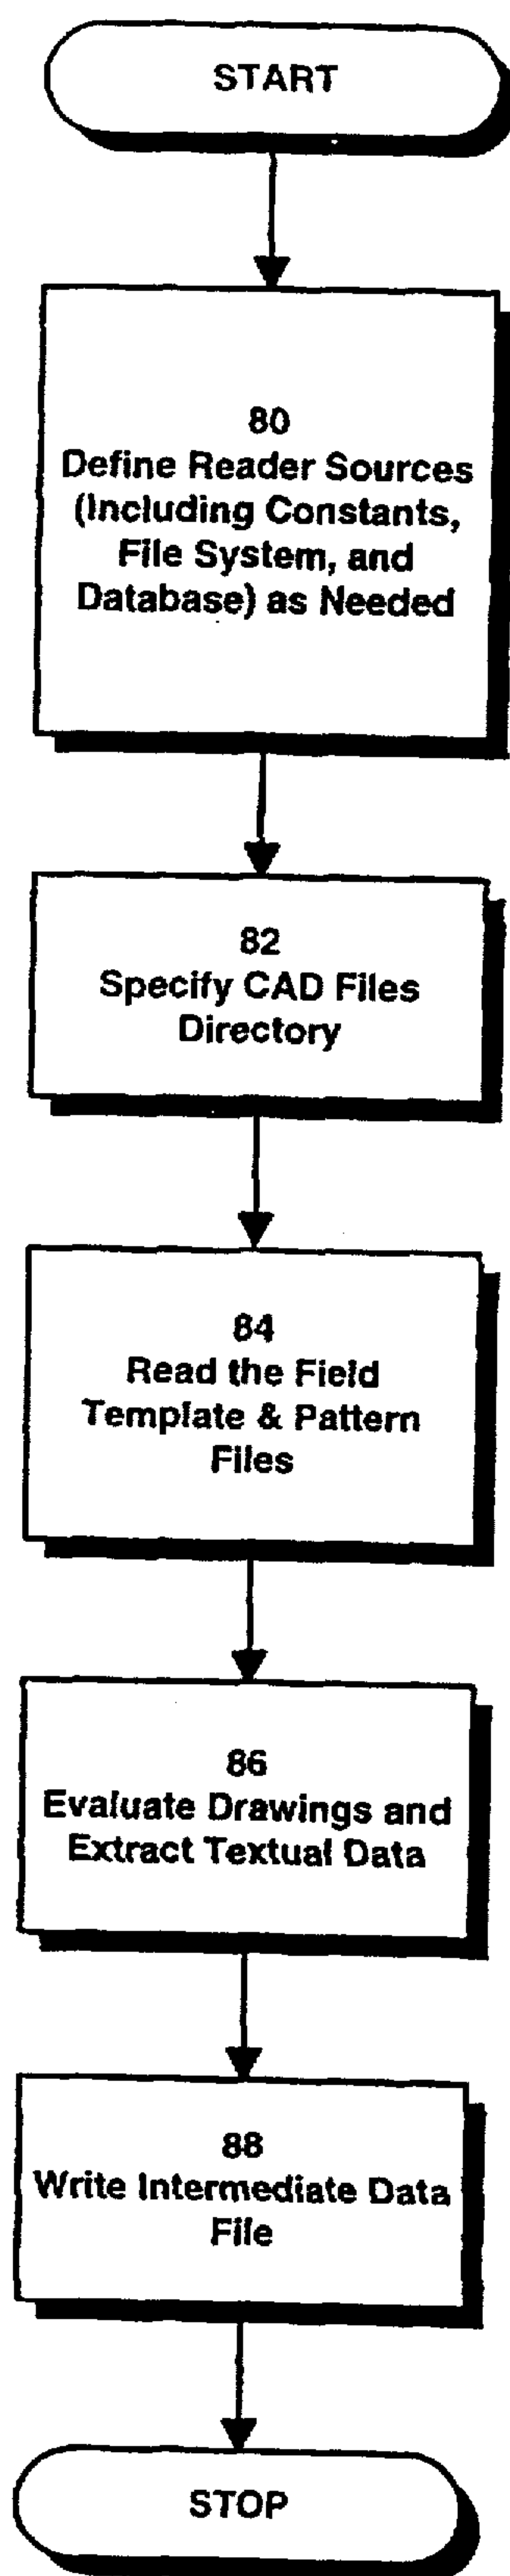 START
80
Define Reader Sources
(Including Constants,
File System, and
Database) as Needed
82
Specify CAD Files
Directory
84
Read the Field
Template & Pattern
Files
86
Evaluate Drawings and
Extract Textual Data
88
Write Intermediate Data
File
STOP